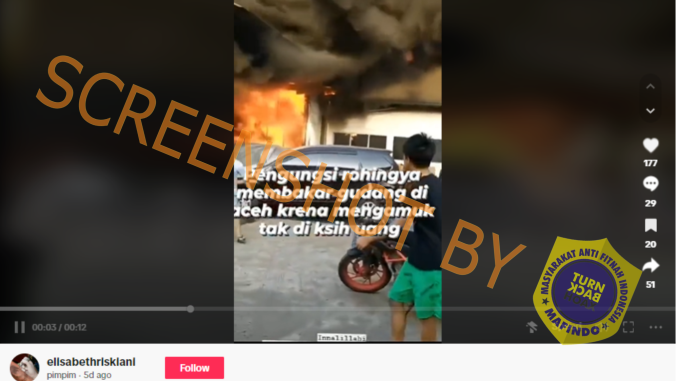 SCREENSHOT BY
Pengungsi rohingya
membakar gudang di
aceh krena mengamuk
tak di ksih uang
177
29
20
51
MASYARAKAT ANTI FITNAH INDONESIA
TURN
BACK
MAFINDO
00:03 / 00:12
Innalillahi
elisabethriskiani
pimpim · 5d ago
Follow